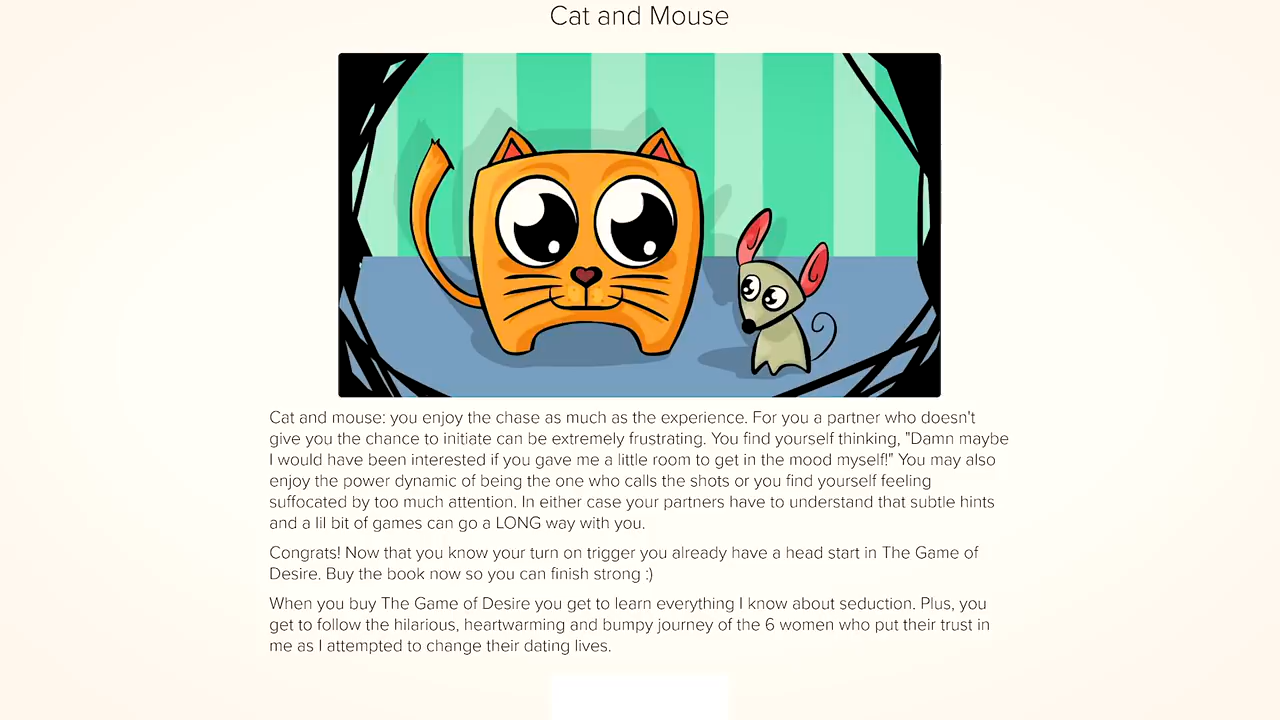 Cat and Mouse
Cat and mouse: you enjoy the chase as much as the experience. For you a partner who doesn't
give you the chance to initiate can be extremely frustrating. You find yourself thinking, "Damn maybe
I would have been interested if you gave me a little room to get in the mood myself!" You may also
enjoy the power dynamic of being the one who calls the shots or you find yourself feeling
suffocated by too much attention. In either case your partners have to understand that subtle hints
and a lil bit of games can go a LONG way with you.
Congrats! Now that you know your turn on trigger you already have a head start in The Game of
Desire. Buy the book now so you can finish strong :)
When you buy The Game of Desire you get to learn everything I know about seduction. Plus, you
get to follow the hilarious, heartwarming and bumpy journey of the 6 women who put their trust in
me as I attempted to change their dating lives.